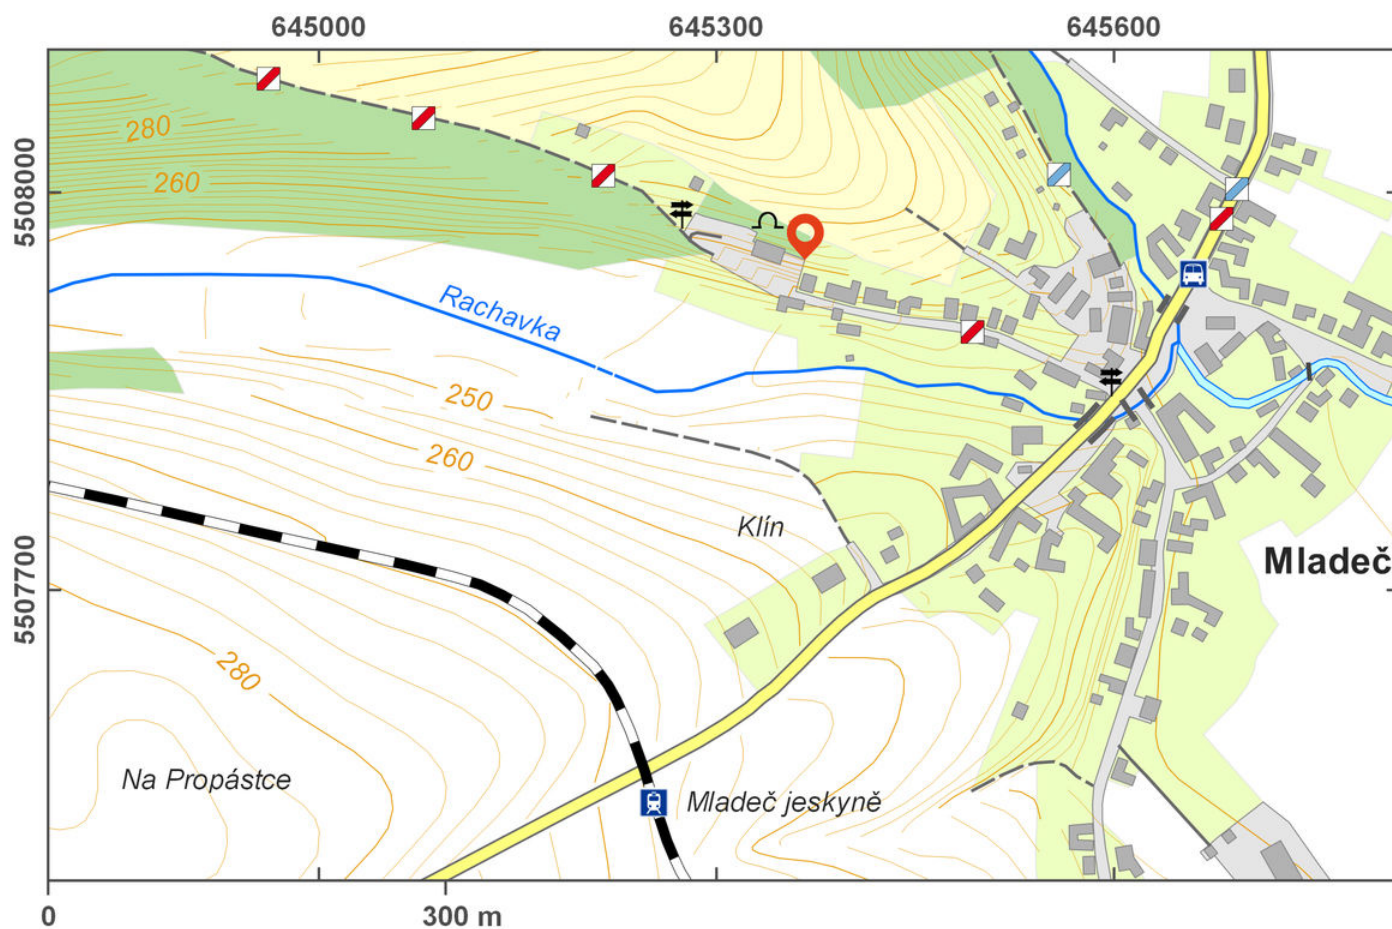 645000 645300 645600
5508000
280
260
Rachavka
250
260
Klín
Mladeč
5507700
280
Na Propástce
Mladeč jeskyně
0 300 m